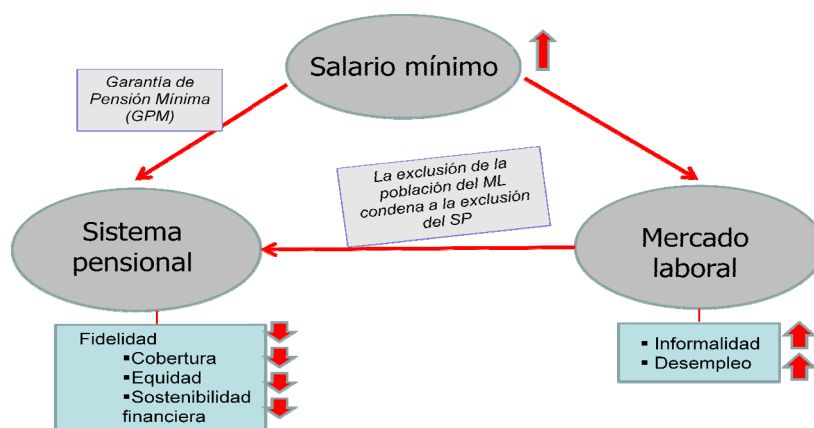 Salario mínimo
Garantía de
Pensión Mínima
(GPM)
La exclusión de la
población del ML
condena a la exclusión
del SP
Sistema
pensional
Mercado
laboral
Fidelidad
▪Cobertura
▪Equidad
▪Sostenibilidad
financiera
▪ Informalidad
▪ Desempleo